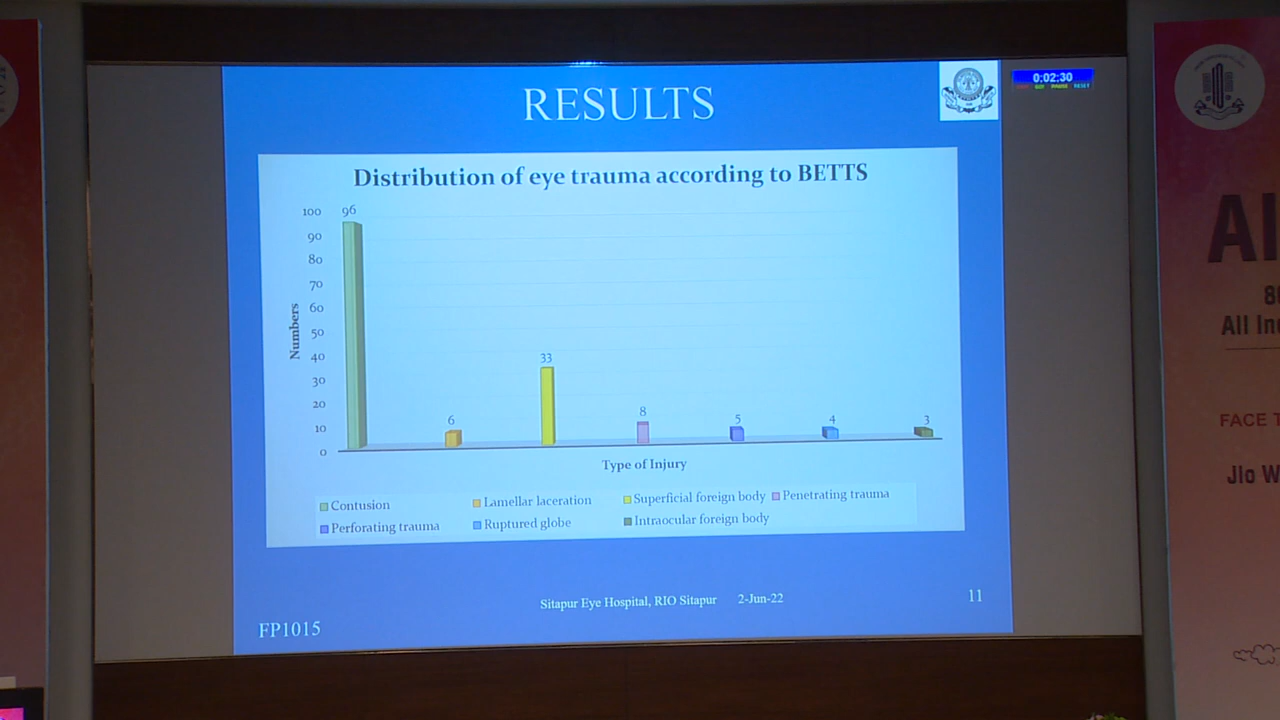 RESULTS
0:02:30
Distribution of eye trauma according to BETTS
Numbers
100
90
80
70
60
50
40
30
20
10
0
96
6
33
8
5
4
3
Type of Injury
Contusion
Lamellar laceration
Superficial foreign body
Penetrating trauma
Perforating trauma
Ruptured globe
Intraocular foreign body
Sitapur Eye Hospital, RIO Sitapur 2-Jun-22
11
FP1015
All In
FACE T
Jio W